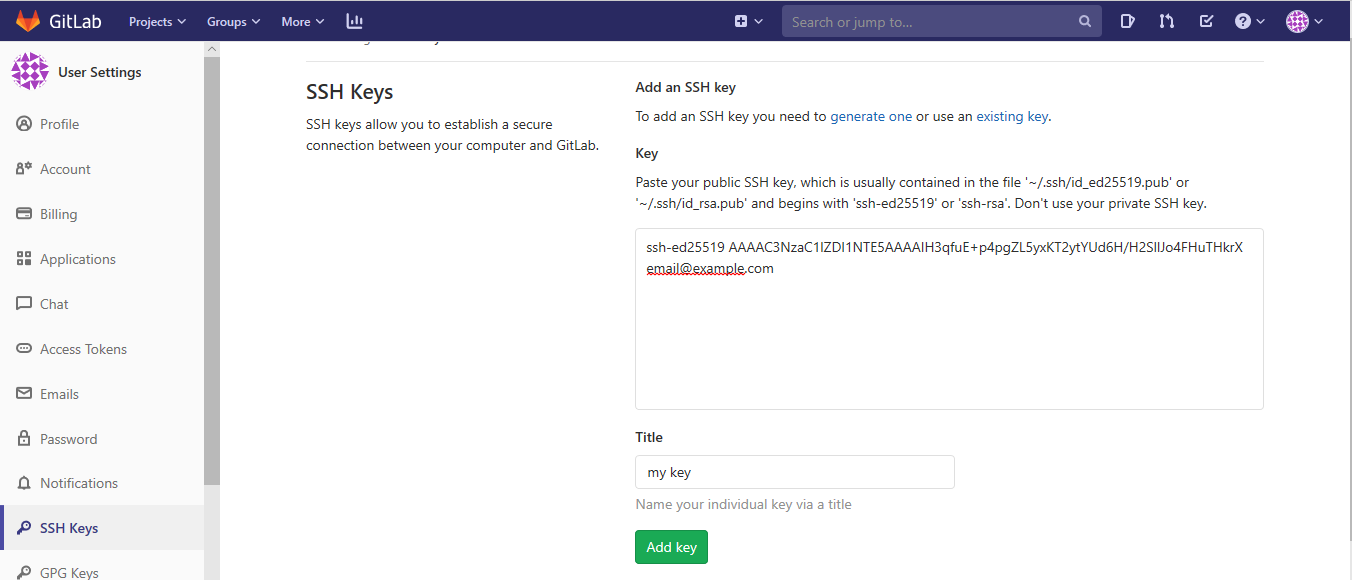 GitLab Projects Groups More Search or jump to...
User Settings
Profile
Account
Billing
Applications
Chat
Access Tokens
Emails
Password
Notifications
SSH Keys
GPG Keys
SSH Keys
SSH keys allow you to establish a secure
connection between your computer and GitLab.
Add an SSH key
To add an SSH key you need to generate one or use an existing key.
Key
Paste your public SSH key, which is usually contained in the file '~/.ssh/id_ed25519.pub' or
'~/.ssh/id_rsa.pub' and begins with 'ssh-ed25519' or 'ssh-rsa'. Don't use your private SSH key.
ssh-ed25519 AAAAC3NzaC1lZDI1NTE5AAAAIH3qfuE+p4pgZL5yxKT2ytYUd6H/H2SIlJo4FHuTHkrX
email@example.com
Title
my key
Name your individual key via a title
Add key